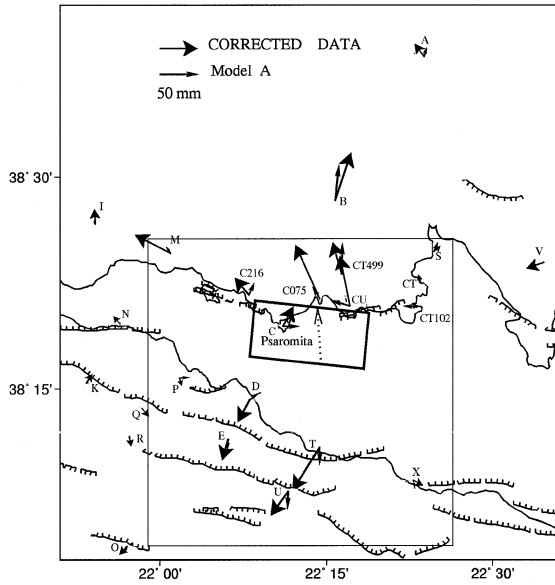 A
CORRECTED DATA
Model A
50 mm
38° 30'
B
I
M
S
V
C216
CT499
CT
C075
CU
CT102
N
C
A
Psaromita
38° 15'
K
P
D
Q
R
E
T
X
U
O
22° 00'
22° 15'
22° 30'